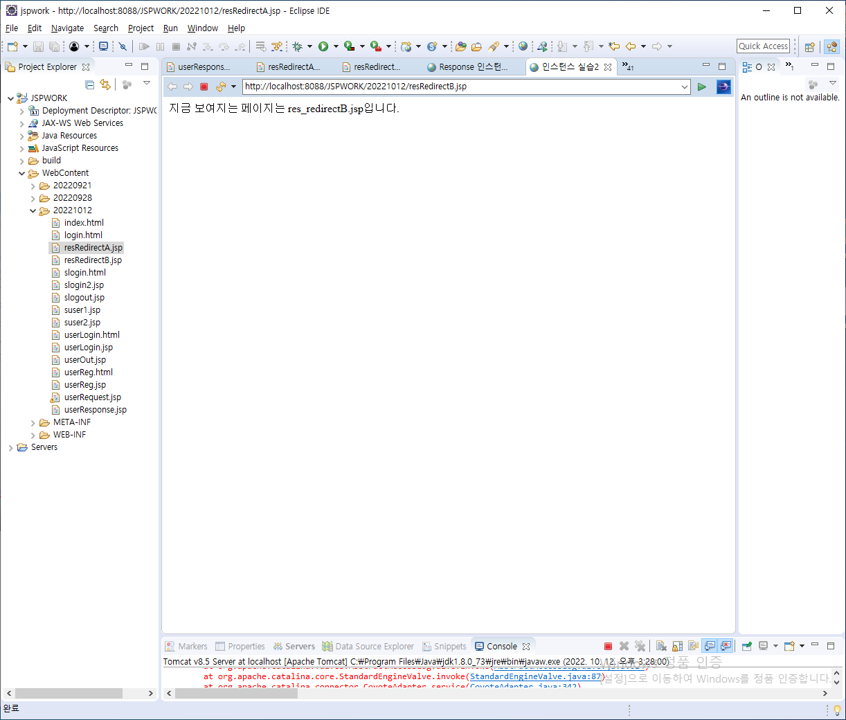 jspwork - http://localhost:8088/JSPWORK/20221012/resRedirectA.jsp - Eclipse IDE
File Edit Navigate Search Project Run Window Help
Quick Access
Project Explorer
userRespons...
resRedirectA...
resRedirect...
Response 인스턴...
인스턴스 실습2
»41
O
»1
http://localhost:8088/JSPWORK/20221012/resRedirectB.jsp
지금 보여지는 페이지는 res_redirectB.jsp입니다.
An outline is not available.
JSPWORK
Deployment Descriptor: JSPWO
JAX-WS Web Services
Java Resources
JavaScript Resources
build
WebContent
20220921
20220928
20221012
index.html
login.html
resRedirectA.jsp
resRedirectB.jsp
slogin.html
slogin2.jsp
slogout.jsp
suser1.jsp
suser2.jsp
userLogin.html
userLogin.jsp
userOut.jsp
userReg.html
userReg.jsp
userRequest.jsp
userResponse.jsp
META-INF
WEB-INF
Servers
Markers Properties Servers Data Source Explorer Snippets Console
Tomcat v8.5 Server at localhost [Apache Tomcat] C:₩Program Files₩Java₩jdk1.8.0_73₩jre₩bin₩javaw.exe (2022. 10. 12. 오후 3:28:00)
정품 인증
at org.apache.catalina.core.StandardEngineValve.invoke(StandardEngineValve.java:87)
[설정]으로 이동하여 Windows를 정품 인증합니다.
at org.apache.catalina.connector.CoyoteAdapter.service(CoyoteAdapter.java:342)
완료